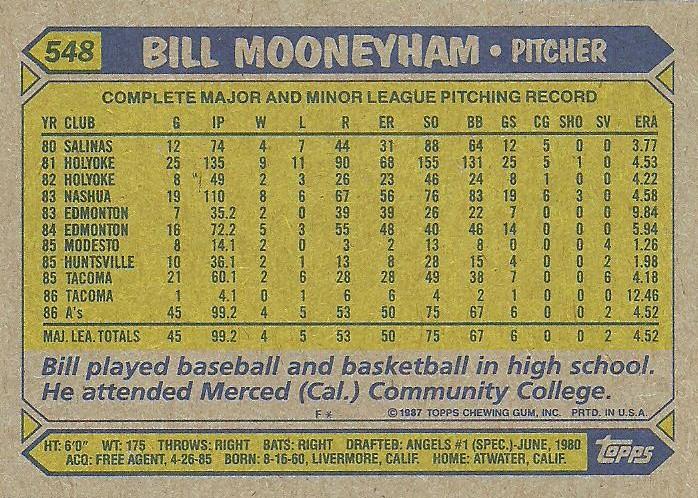 548 BILL MOONEYHAM • PITCHER
COMPLETE MAJOR AND MINOR LEAGUE PITCHING RECORD
YR CLUB G IP W L R ER SO BB GS CG SHO SV ERA
80 SALINAS 12 74 4 7 44 31 88 64 12 5 0 0 3.77
81 HOLYOKE 25 135 9 11 90 68 155 131 25 5 1 0 4.53
82 HOLYOKE 8 49 2 3 26 23 46 24 8 1 0 0 4.22
83 NASHUA 19 110 8 6 67 56 76 83 19 6 3 0 4.58
83 EDMONTON 7 35.2 2 0 39 39 26 22 7 0 0 0 9.84
84 EDMONTON 16 72.2 5 3 55 48 40 46 14 0 0 0 5.94
85 MODESTO 8 14.1 2 0 3 2 13 8 0 0 0 4 1.26
85 HUNTSVILLE 10 36.1 2 1 13 8 28 15 4 0 0 2 1.98
85 TACOMA 21 60.1 2 6 28 28 49 38 7 0 0 6 4.18
86 TACOMA 1 4.1 0 1 6 6 4 2 1 0 0 0 12.46
86 A's 45 99.2 4 5 53 50 75 67 6 0 0 2 4.52
MAJ. LEA. TOTALS 45 99.2 4 5 53 50 75 67 6 0 0 2 4.52
Bill played baseball and basketball in high school.
He attended Merced (Cal.) Community College.
F* © 1987 TOPPS CHEWING GUM, INC. PRTD. IN U.S.A.
HT: 6'0" WT: 175 THROWS: RIGHT BATS: RIGHT DRAFTED: ANGELS #1 (SPEC.)-JUNE, 1980
ACQ: FREE AGENT, 4-26-85 BORN: 8-16-60, LIVERMORE, CALIF. HOME: ATWATER, CALIF.
TOPPS